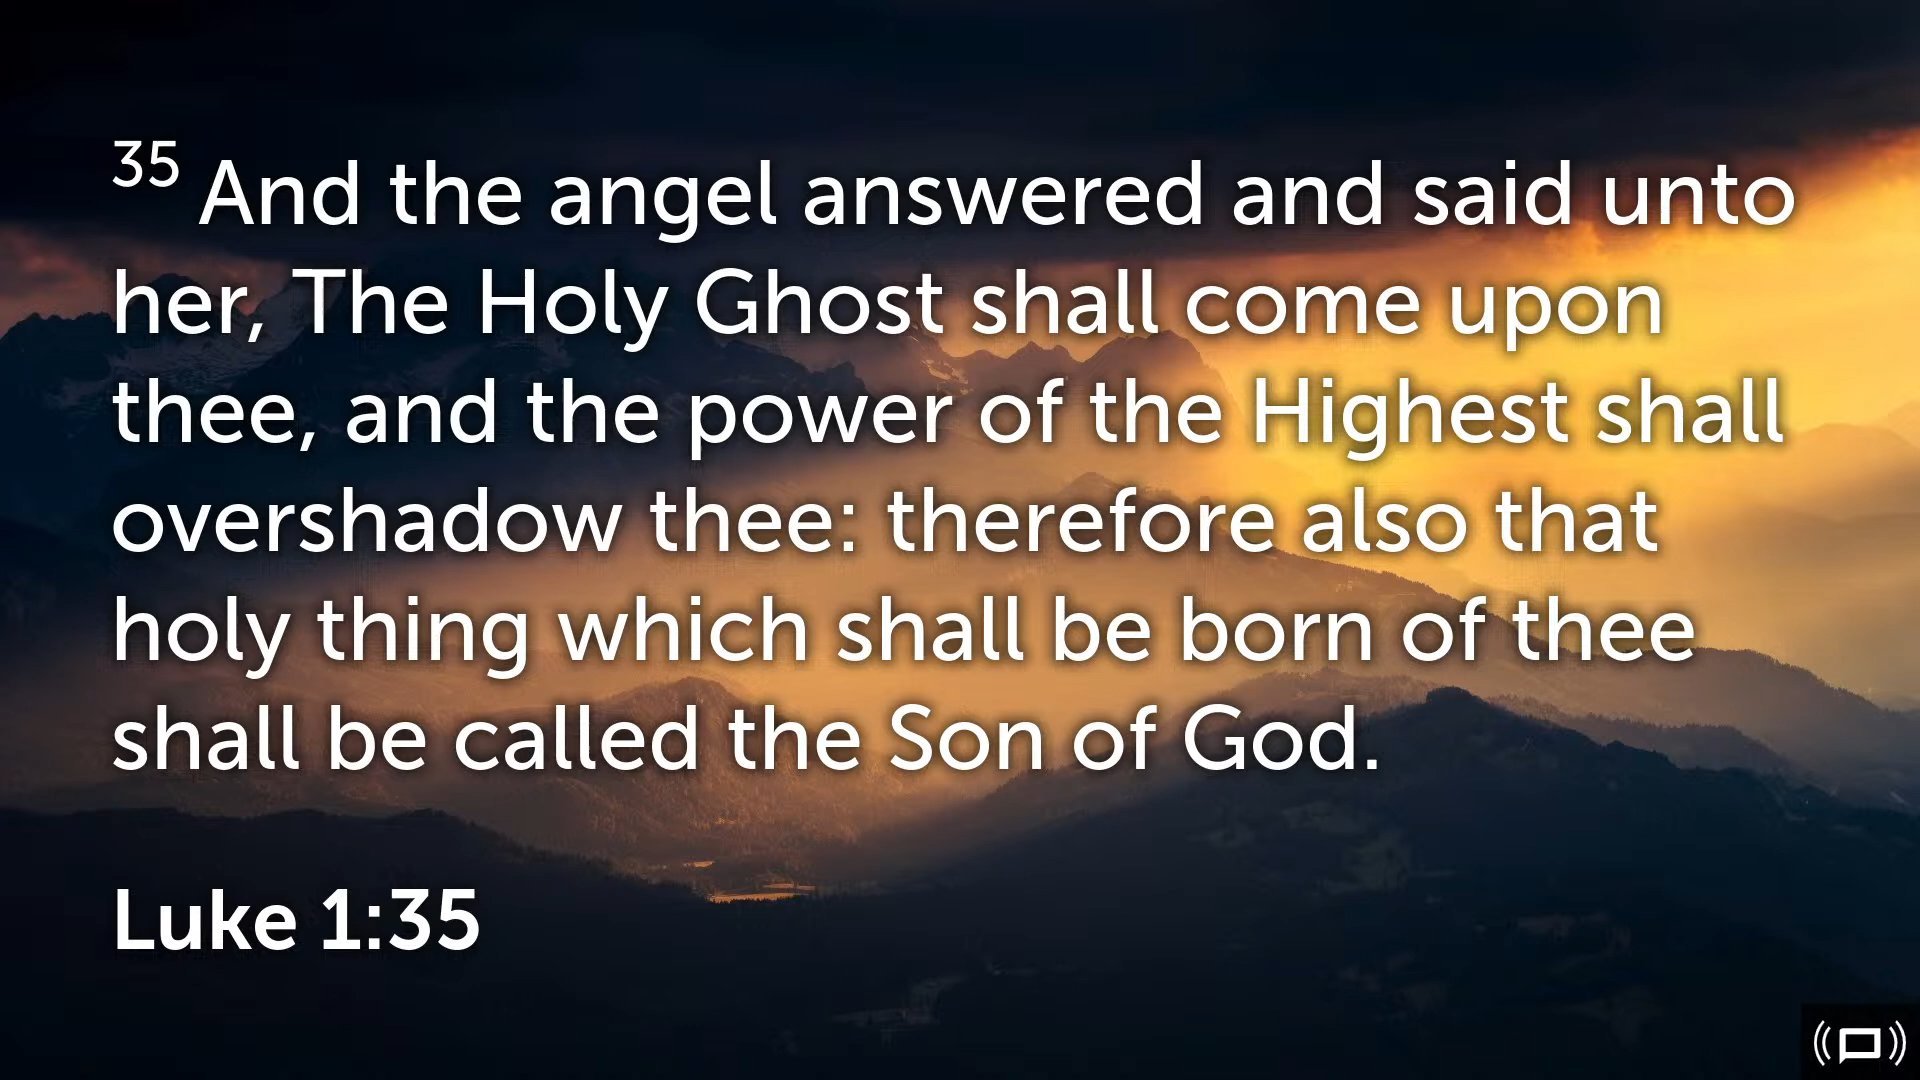 35 And the angel answered and said unto
her, The Holy Ghost shall come upon
thee, and the power of the Highest shall
overshadow thee: therefore also that
holy thing which shall be born of thee
shall be called the Son of God.
Luke 1:35